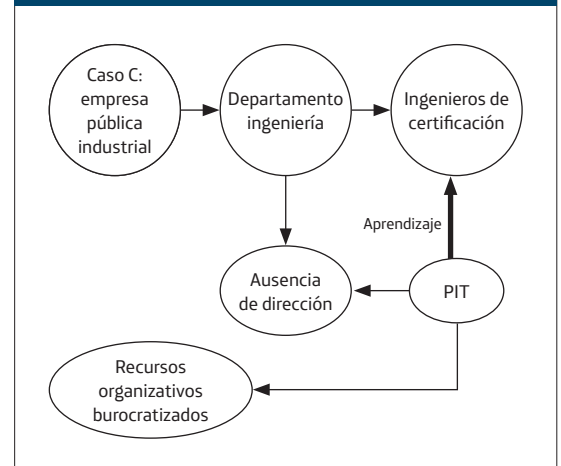 Caso C:
empresa
pública
industrial
Departamento
ingeniería
Ingenieros de
certificación
Aprendizaje
Ausencia
de dirección
PIT
Recursos
organizativos
burocratizados